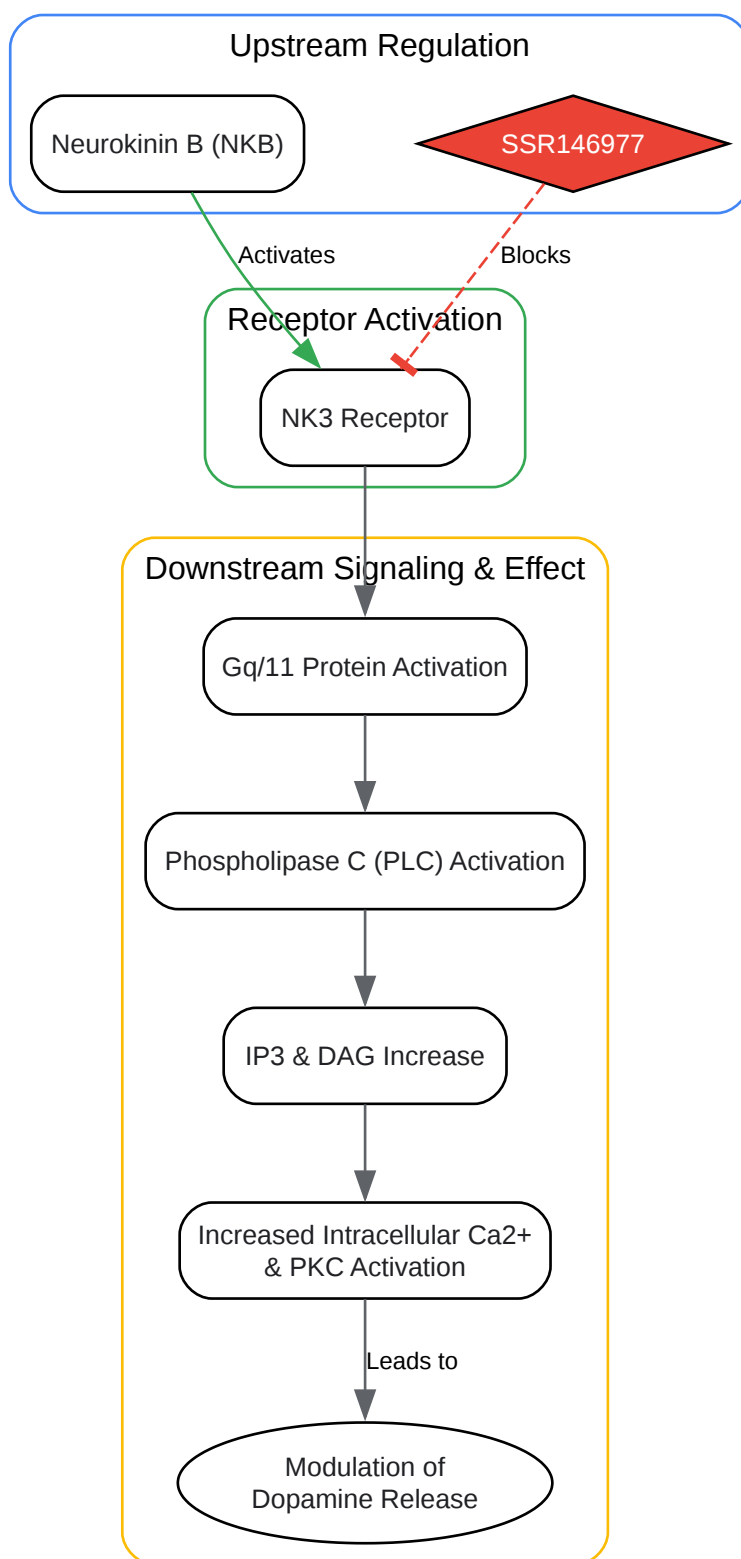 Upstream Regulation
Neurokinin B (NKB)
SSR146977
Activates
Blocks
Receptor Activation
NK3 Receptor
Downstream Signaling & Effect
Gq/11 Protein Activation
Phospholipase C (PLC) Activation
IP3 & DAG Increase
Increased Intracellular Ca2+
& PKC Activation
Leads to
Modulation of
Dopamine Release